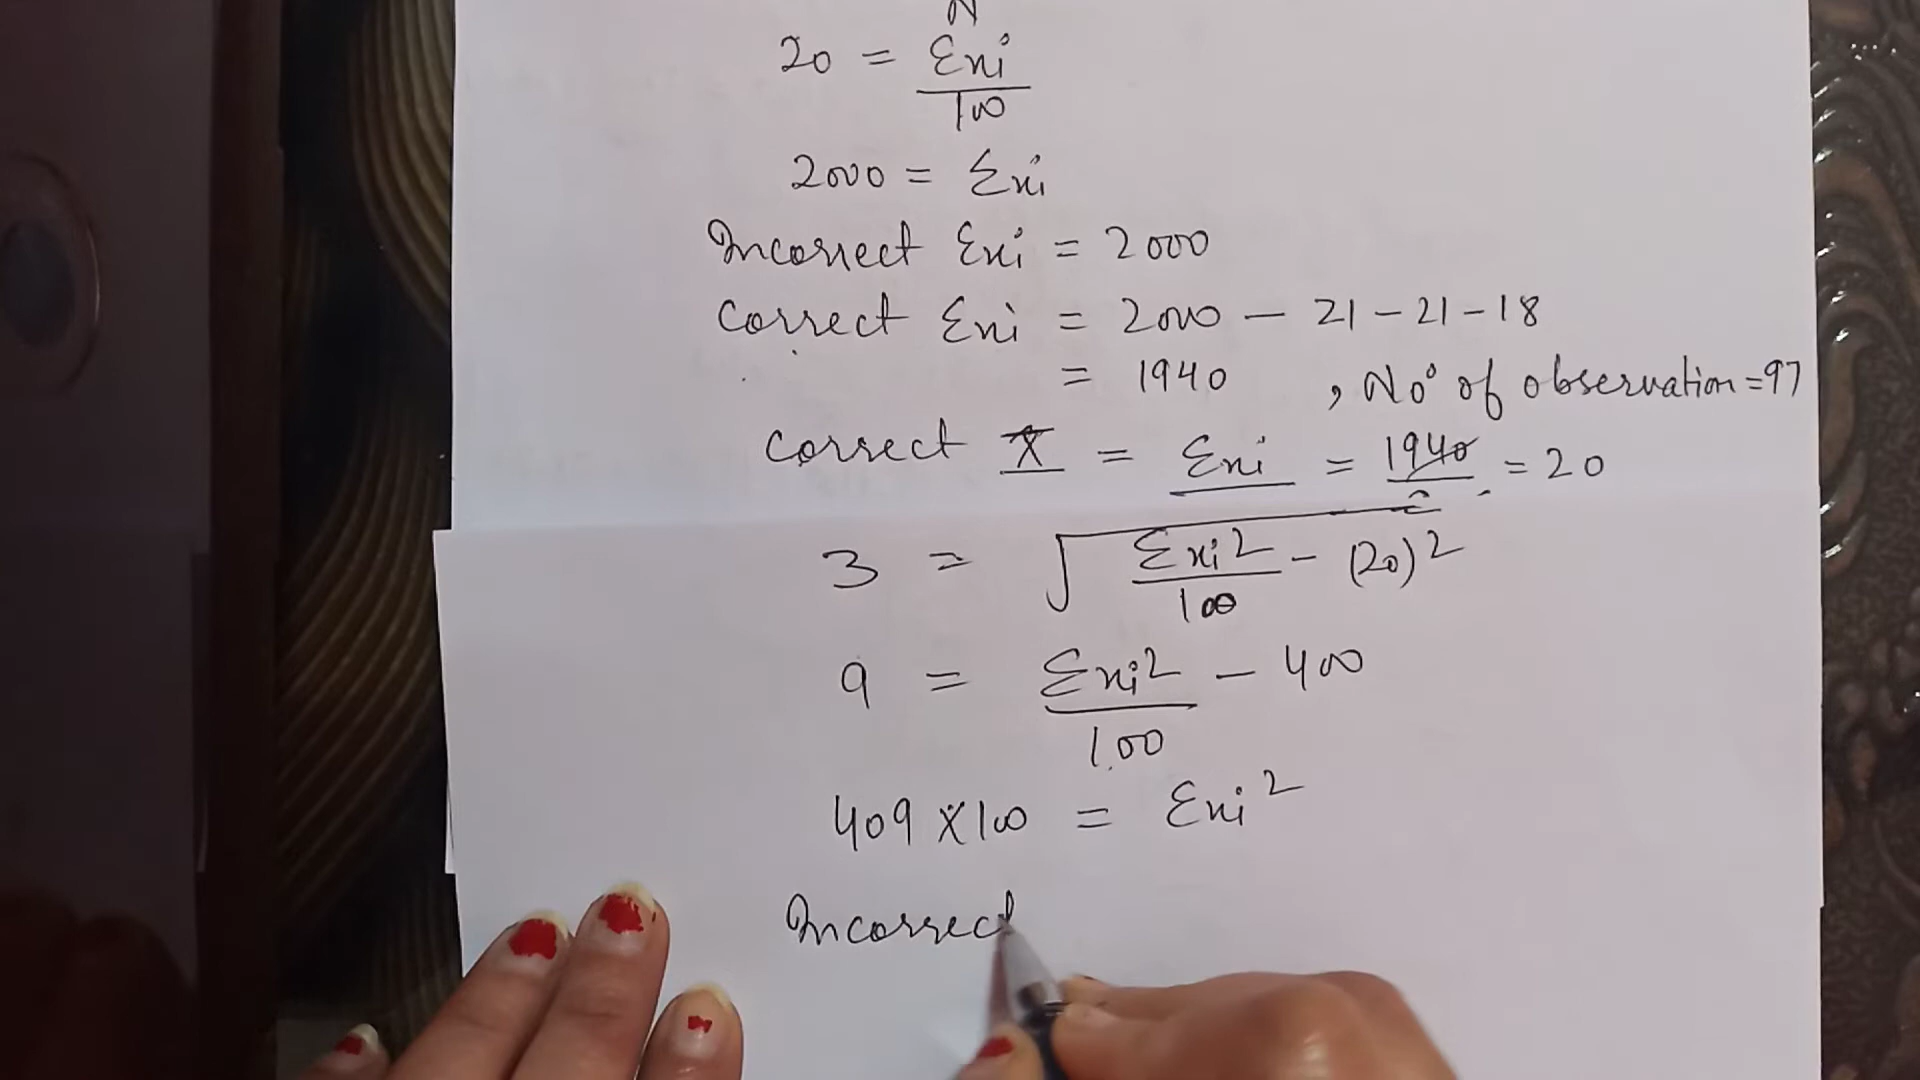 N
20 = Σxi
100
2000 = Σxi
Incorrect Σxi = 2000
Correct Σxi = 2000 - 21 - 21 - 18
= 1940 , No of observation = 97
Correct X̄ = Σxi = 1940 = 20
3 = √ Σxi² - (20)²
100
9 = Σxi² - 400
100
409 X 100 = Σxi²
Incorrect